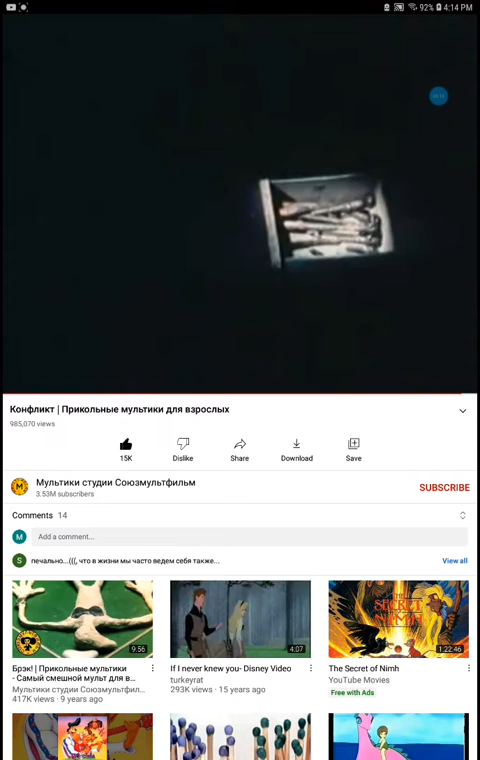 92% 4:14 PM
Конфликт | Прикольные мультики для взрослых
985,070 views
15K Dislike Share Download Save
M Мультики студии Союзмультфильм
3.53M subscribers
SUBSCRIBE
Comments 14
M Add a comment...
S печально...(((, что в жизни мы часто ведем себя также...
View all
9:56
4:07
THE SECRET OF NIMH
1:22:46
Брэк! | Прикольные мультики
- Самый смешной мульт для в...
Мультики студии Союзмультфил...
417K views · 9 years ago
If I never knew you- Disney Video
turkeyrat
293K views · 15 years ago
The Secret of Nimh
YouTube Movies
Free with Ads